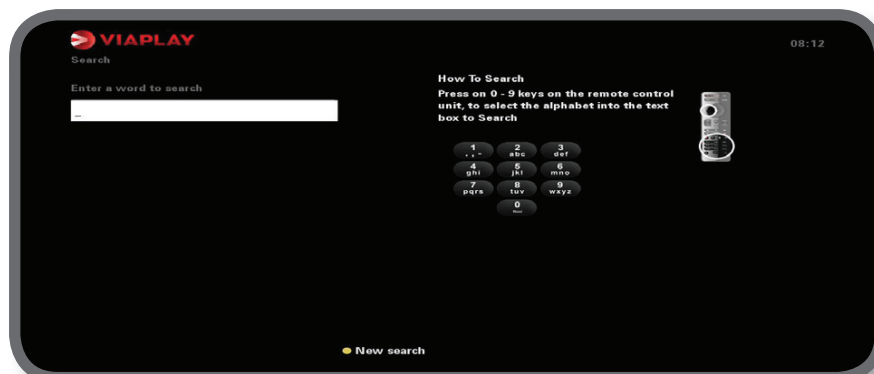 VIAPLAY
08:12
Search
Enter a word to search
How To Search
Press on 0 - 9 keys on the remote control
unit, to select the alphabet into the text
box to Search
_
1 2 3
, , - abc def
4 5 6
ghi jkl mno
7 8 9
pqrs tuv wxyz
0
New search